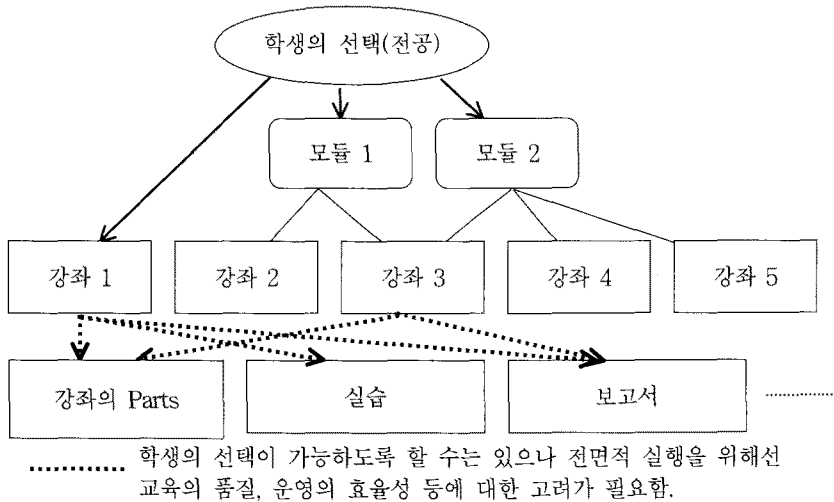 학생의 선택(전공)
모듈 1
모듈 2
강좌 1
강좌 2
강좌 3
강좌 4
강좌 5
강좌의 Parts
실습
보고서
학생의 선택이 가능하도록 할 수는 있으나 전면적 실행을 위해선
교육의 품질, 운영의 효율성 등에 대한 고려가 필요함.